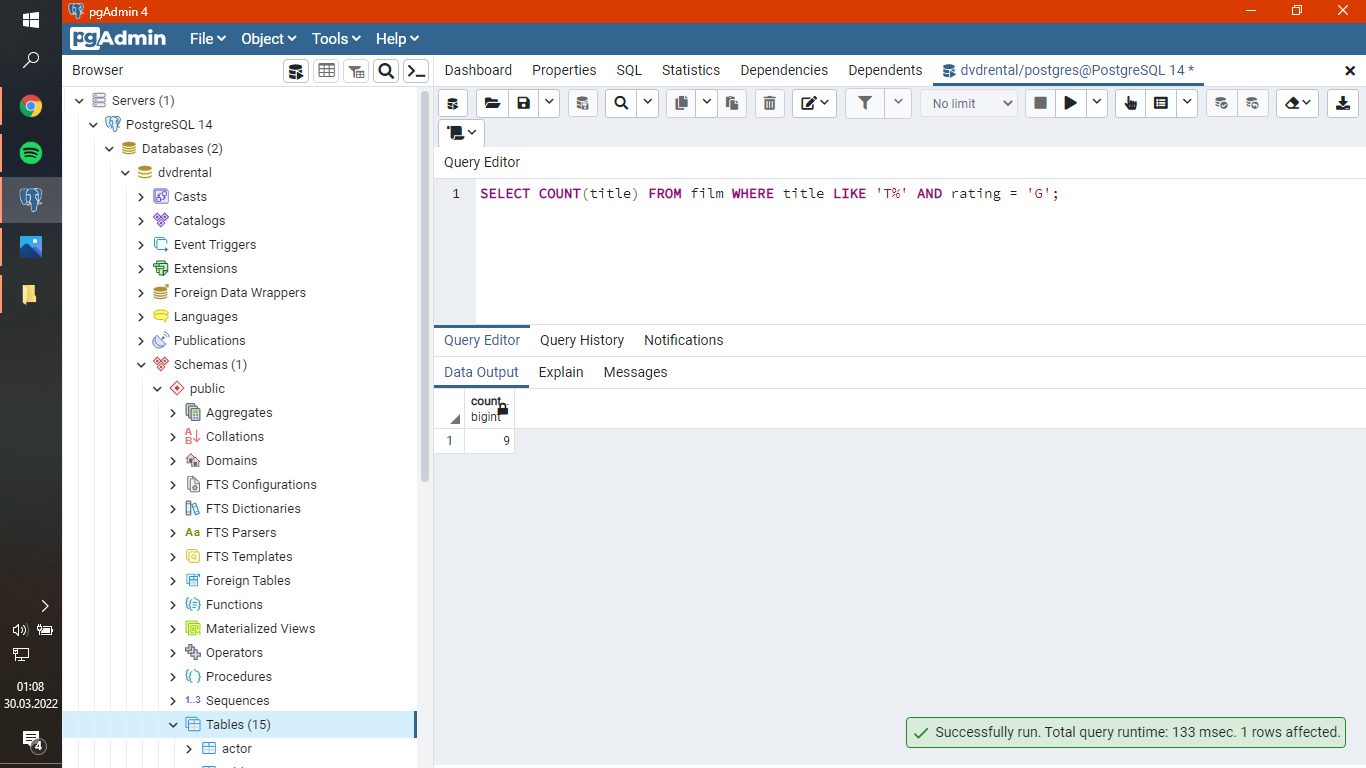 pgAdmin 4
pgAdmin File Object Tools Help
Browser
Dashboard Properties SQL Statistics Dependencies Dependents dvdrental/postgres@PostgreSQL 14 *
Servers (1)
PostgreSQL 14
Databases (2)
dvdrental
Casts
Catalogs
Event Triggers
Extensions
Foreign Data Wrappers
Languages
Publications
Schemas (1)
public
Aggregates
Collations
Domains
FTS Configurations
FTS Dictionaries
Aa FTS Parsers
FTS Templates
Foreign Tables
Functions
Materialized Views
Operators
Procedures
1..3 Sequences
Tables (15)
actor
No limit
Query Editor
1 SELECT COUNT(title) FROM film WHERE title LIKE 'T%' AND rating = 'G';
Query Editor Query History Notifications
Data Output Explain Messages
count
bigint
1 9
Successfully run. Total query runtime: 133 msec. 1 rows affected.
01:08
30.03.2022
4